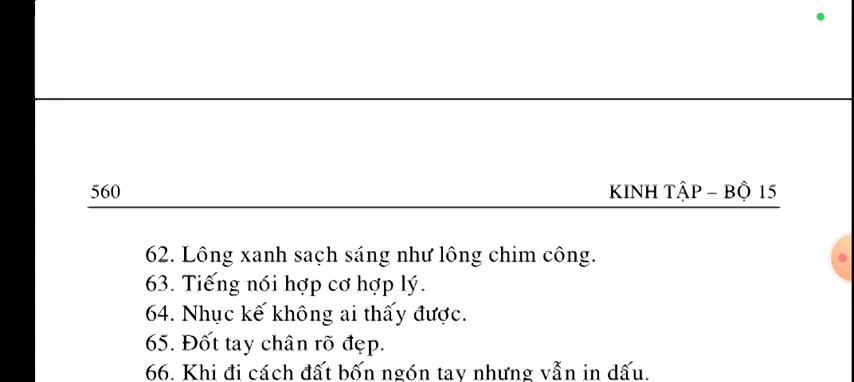 560
KINH TẬP – BỘ 15
62. Lông xanh sạch sáng như lông chim công.
63. Tiếng nói hợp cơ hợp lý.
64. Nhục kế không ai thấy được.
65. Đốt tay chân rõ đẹp.
66. Khi đi cách đất bốn ngón tay nhưng vẫn in dấu.